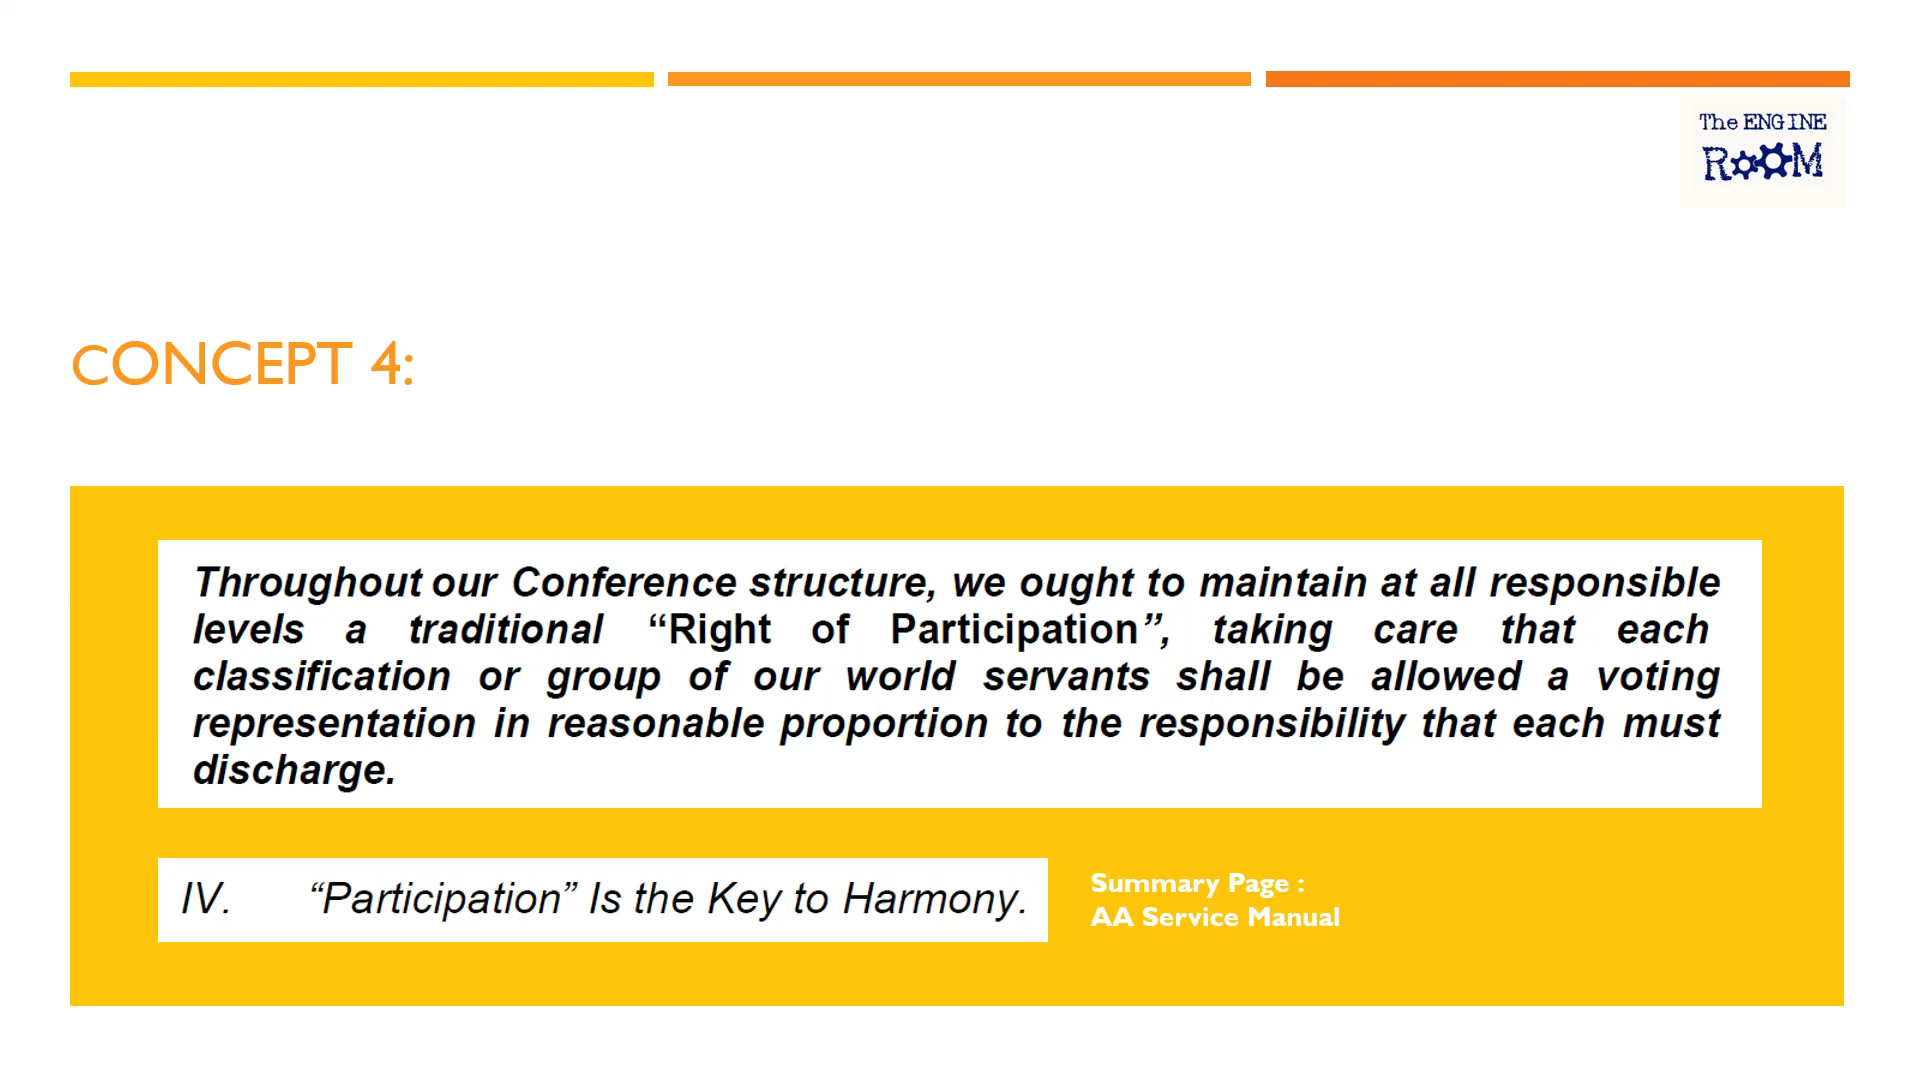 The ENGINE
ROOM
CONCEPT 4:
Throughout our Conference structure, we ought to maintain at all responsible
levels a traditional “Right of Participation”, taking care that each
classification or group of our world servants shall be allowed a voting
representation in reasonable proportion to the responsibility that each must
discharge.
IV. “Participation” Is the Key to Harmony.
Summary Page :
AA Service Manual